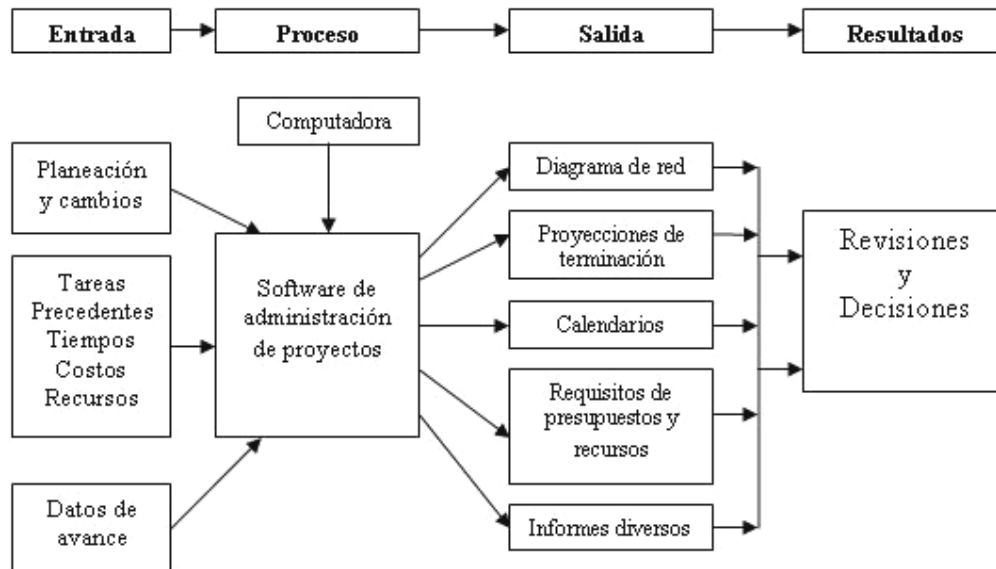 Entrada
Proceso
Salida
Resultados
Computadora
Planeación
y cambios
Tareas
Precedentes
Tiempos
Costos
Recursos
Datos de
avance
Software de
administración
de proyectos
Diagrama de red
Proyecciones de
terminación
Calendarios
Requisitos de
presupuestos y
recursos
Informes diversos
Revisiones
y
Decisiones